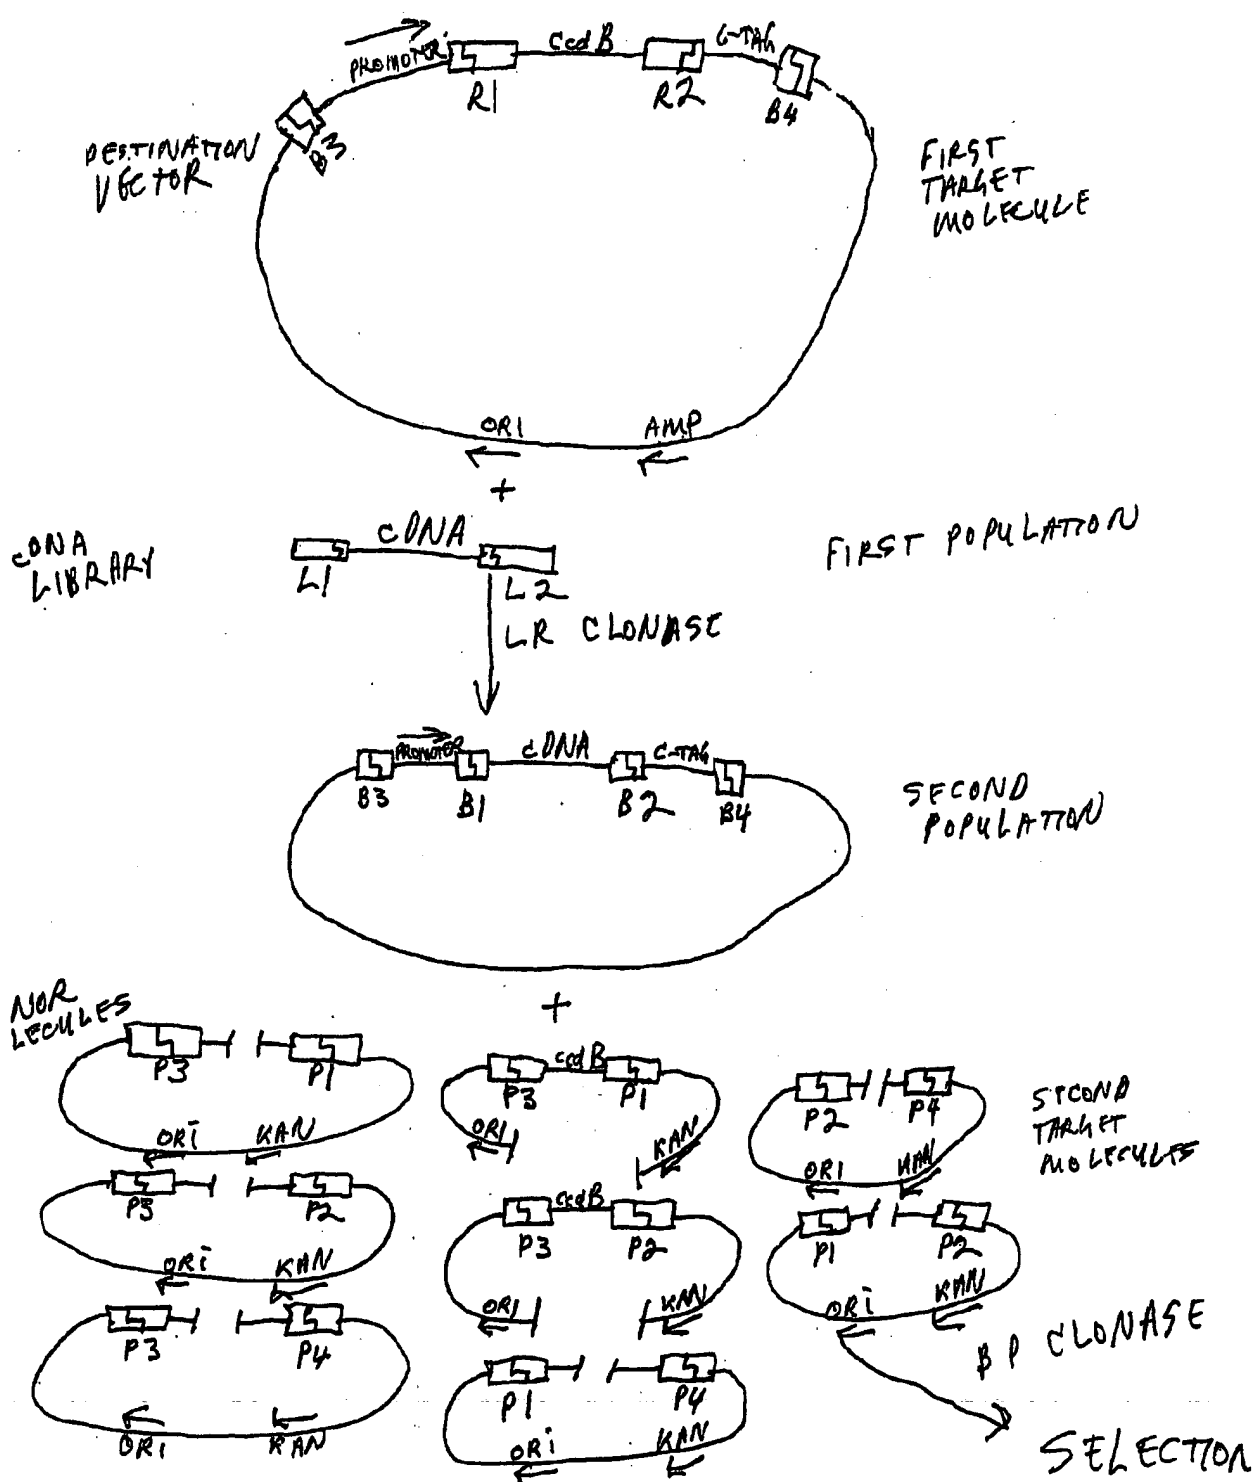 PROMOTER
R1
ccdB
R2
C-TAG
B4
B3
DESTINATION
VECTOR
FIRST
TARGET
MOLECULE
ORI
AMP
+
cDNA
LIBRARY
L1
cDNA
L2
FIRST POPULATION
LR CLONASE
B3
PROMOTER
B1
cDNA
B2
C-TAG
B4
SECOND
POPULATION
+
NOR
LECULES
P3
P1
ORI
KAN
P3
ccdB
P1
ORI
KAN
P2
P4
ORI
KAN
SECOND
TARGET
MOLECULES
P3
P2
ORI
KAN
P3
ccdB
P2
ORI
KAN
P1
P2
ORI
KAN
P3
P4
ORI
KAN
P1
P4
ORI
KAN
BP CLONASE
SELECTION